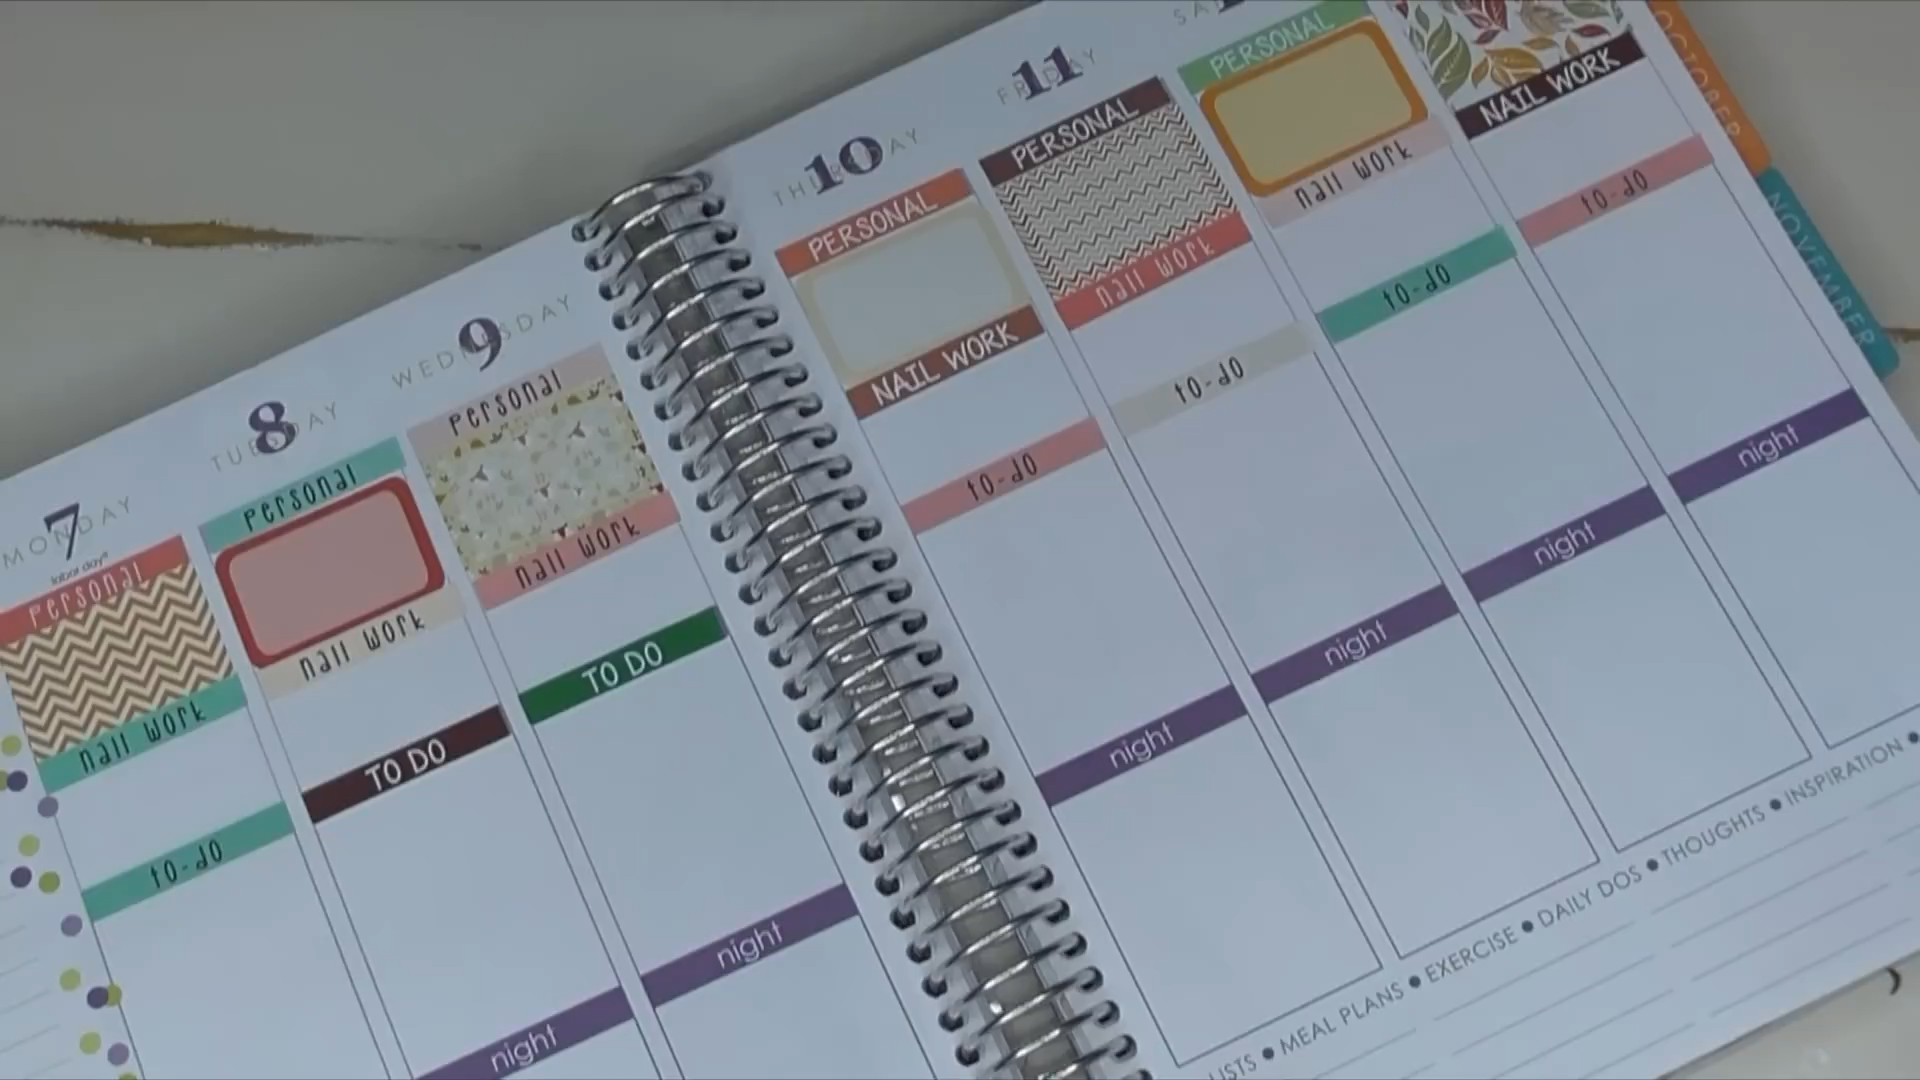 MONDAY
7
labor day*
personal
nail work
to-do
TUESDAY
8
personal
nail work
TO DO
night
WEDNESDAY
9
personal
nail work
TO DO
night
THURSDAY
10
PERSONAL
NAIL WORK
to-do
night
FRIDAY
11
PERSONAL
nail work
to-do
night
PERSONAL
nail work
to-do
night
NAIL WORK
to-do
night
MEAL PLANS • EXERCISE • DAILY DOS • THOUGHTS • INSPIRATION •
OCTOBER
NOVEMBER